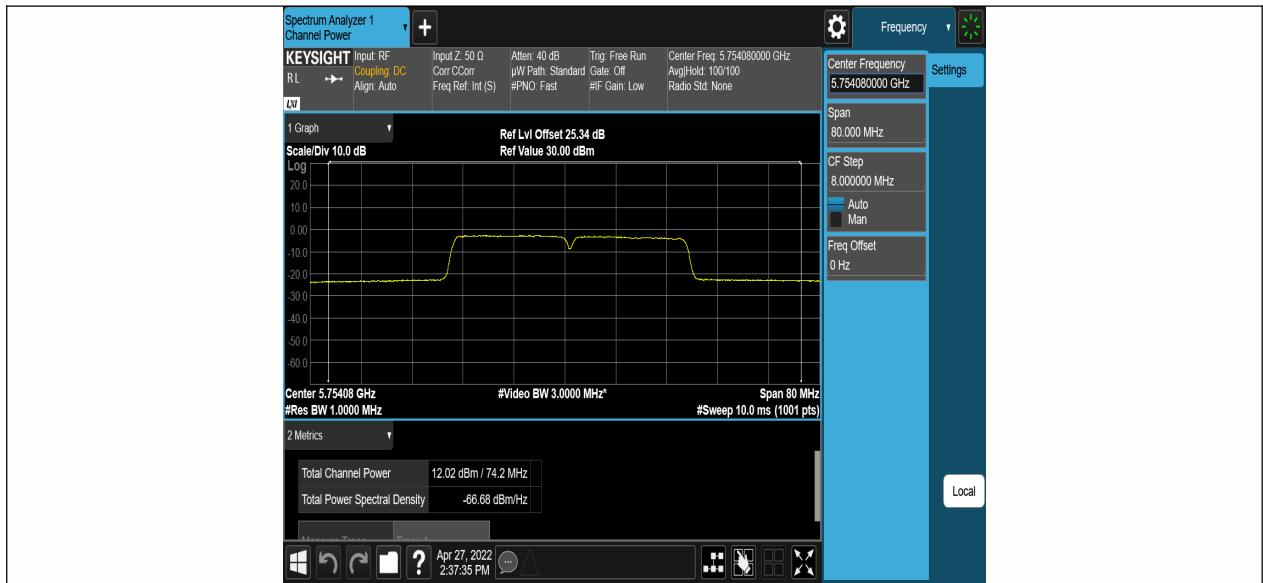 Spectrum Analyzer 1
Channel Power
+
Frequency
KEYSIGHT
RL
LXI
Input: RF
Coupling: DC
Align: Auto
Input Z: 50 Ω
Corr CCorr
Freq Ref: Int (S)
Atten: 40 dB
µW Path: Standard
#PNO: Fast
Trig: Free Run
Gate: Off
#IF Gain: Low
Center Freq: 5.754080000 GHz
Avg|Hold: 100/100
Radio Std: None
Center Frequency
5.754080000 GHz
Settings
Span
80.000 MHz
CF Step
8.000000 MHz
Auto
Man
Freq Offset
0 Hz
Local
1 Graph
Scale/Div 10.0 dB
Ref Lvl Offset 25.34 dB
Ref Value 30.00 dBm
Log
20.0
10.0
0.00
-10.0
-20.0
-30.0
-40.0
-50.0
-60.0
Center 5.75408 GHz
#Video BW 3.0000 MHz*
Span 80 MHz
#Res BW 1.0000 MHz
#Sweep 10.0 ms (1001 pts)
2 Metrics
Total Channel Power 12.02 dBm / 74.2 MHz
Total Power Spectral Density -66.68 dBm/Hz
?
Apr 27, 2022
2:37:35 PM